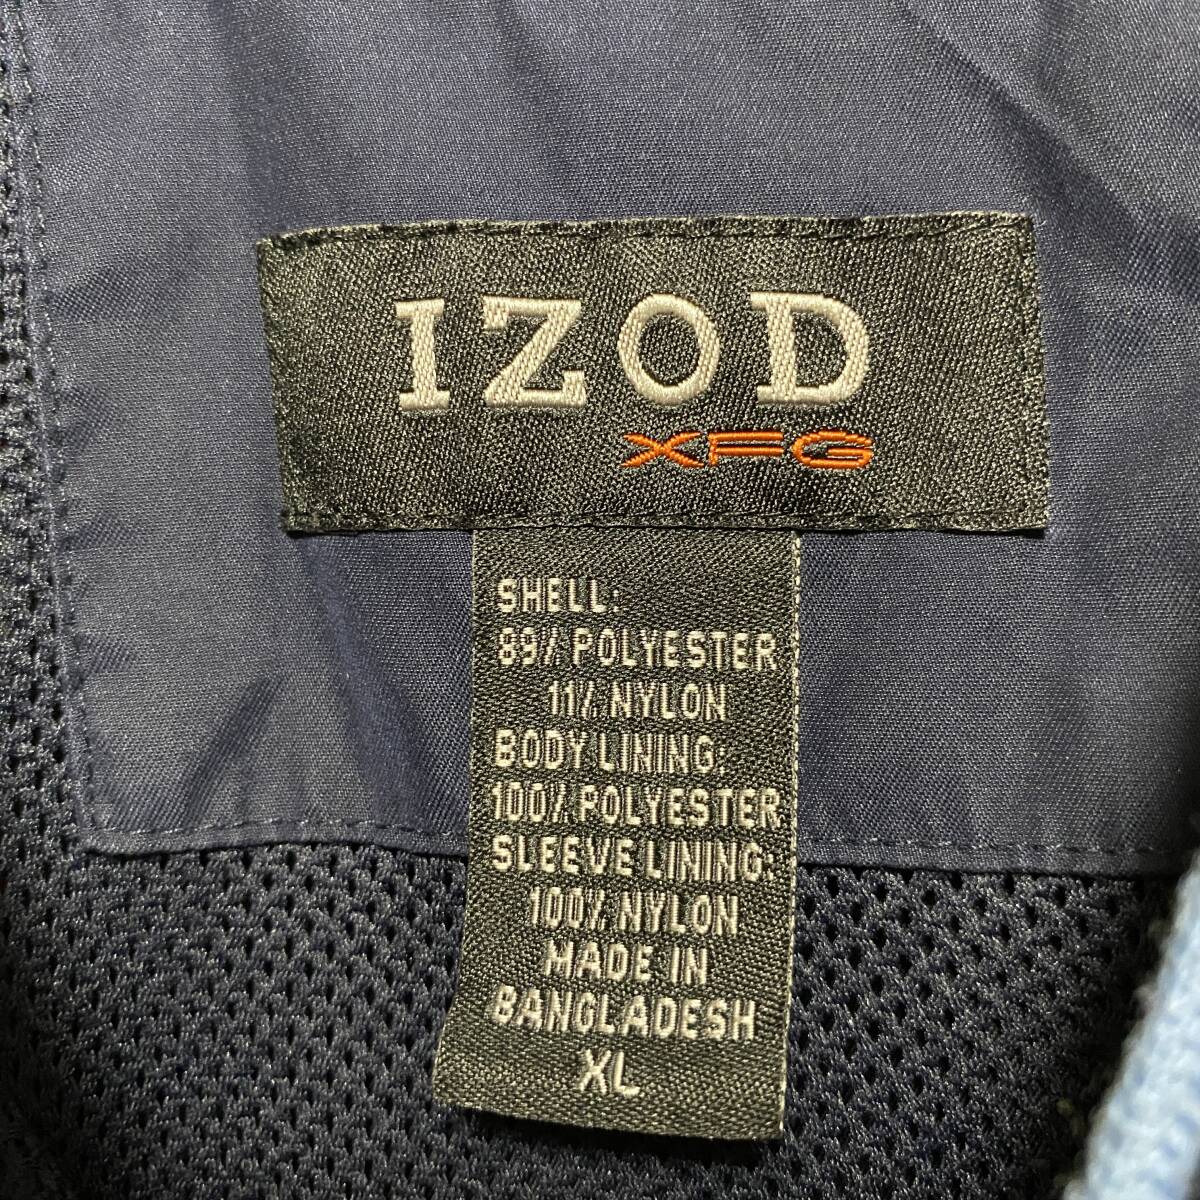 IZOD
XFG
SHELL:
89% POLYESTER
11% NYLON
BODY LINING:
100% POLYESTER
SLEEVE LINING:
100% NYLON
MADE IN
BANGLADESH
XL